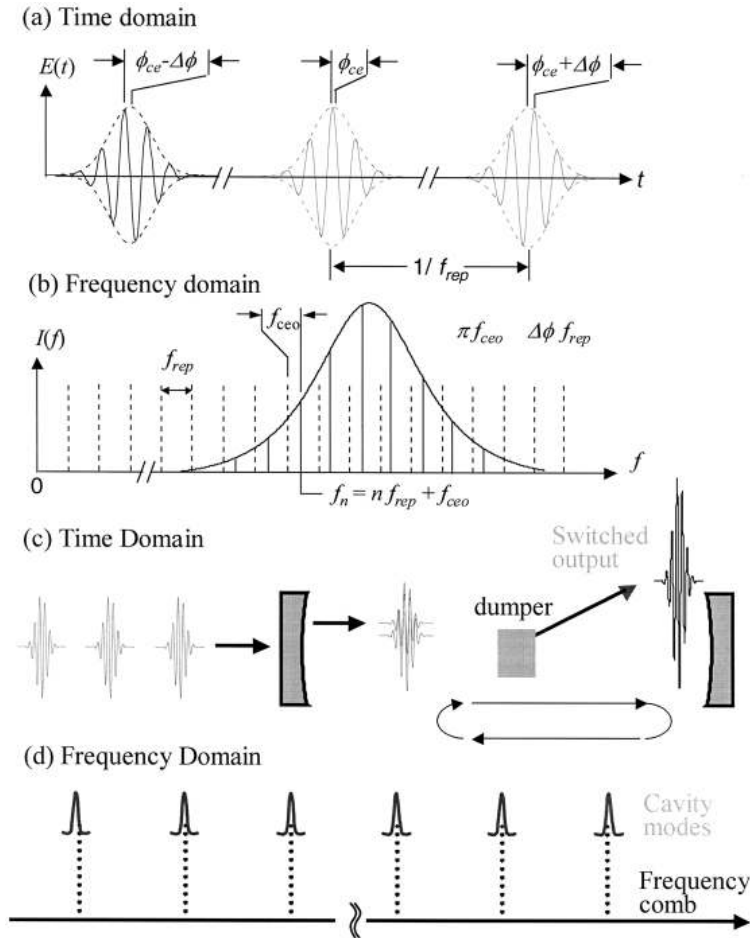 (a) Time domain
E(t)
ϕce-Δϕ
ϕce
ϕce+Δϕ
t
1/ frep
(b) Frequency domain
I(f)
frep
fceo
πfceo Δϕ frep
f
0
fn = n frep + fceo
(c) Time Domain
Switched
output
dumper
(d) Frequency Domain
Cavity
modes
Frequency
comb